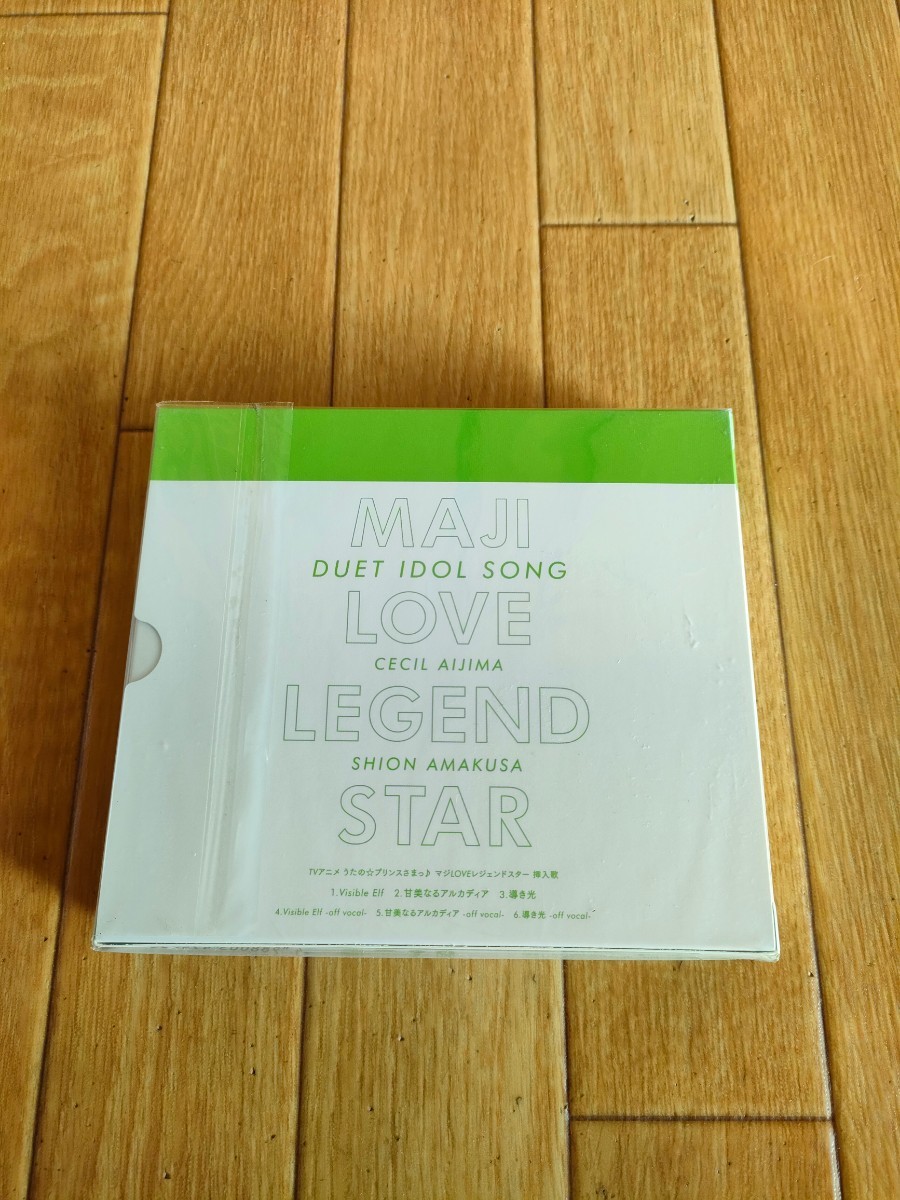 MAJI
DUET IDOL SONG
LOVE
CECIL AIJIMA
LEGEND
SHION AMAKUSA
STAR
TVアニメ うたの☆プリンスさまっ♪ マジLOVEレジェンドスター 挿入歌
1.Visible Elf 2.甘美なるアルカディア 3.導き光
4.Visible Elf -off vocal- 5.甘美なるアルカディア -off vocal- 6.導き光 -off vocal-